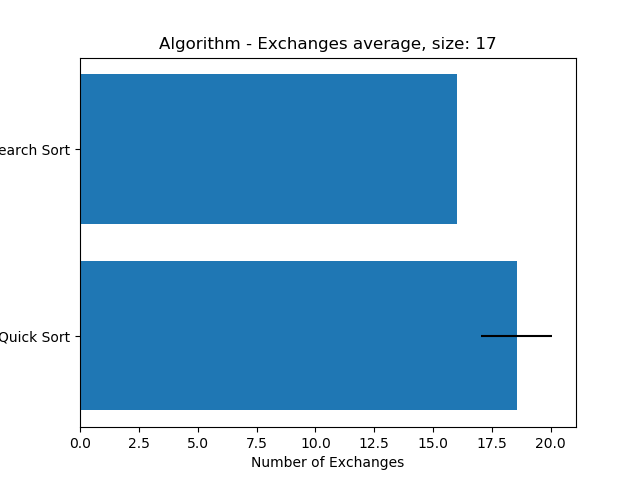 Algorithm - Exchanges average, size: 17
earch Sort
Quick Sort
0.0 2.5 5.0 7.5 10.0 12.5 15.0 17.5 20.0
Number of Exchanges